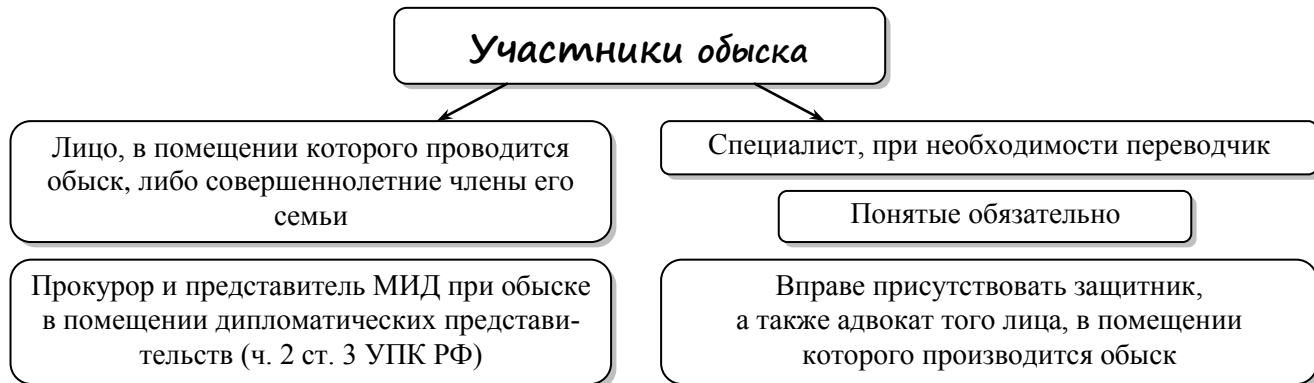 Участники обыска
Лицо, в помещении которого проводится
обыск, либо совершеннолетние члены его
семьи
Специалист, при необходимости переводчик
Понятые обязательно
Прокурор и представитель МИД при обыске
в помещении дипломатических представи-
тельств (ч. 2 ст. 3 УПК РФ)
Вправе присутствовать защитник,
а также адвокат того лица, в помещении
которого производится обыск